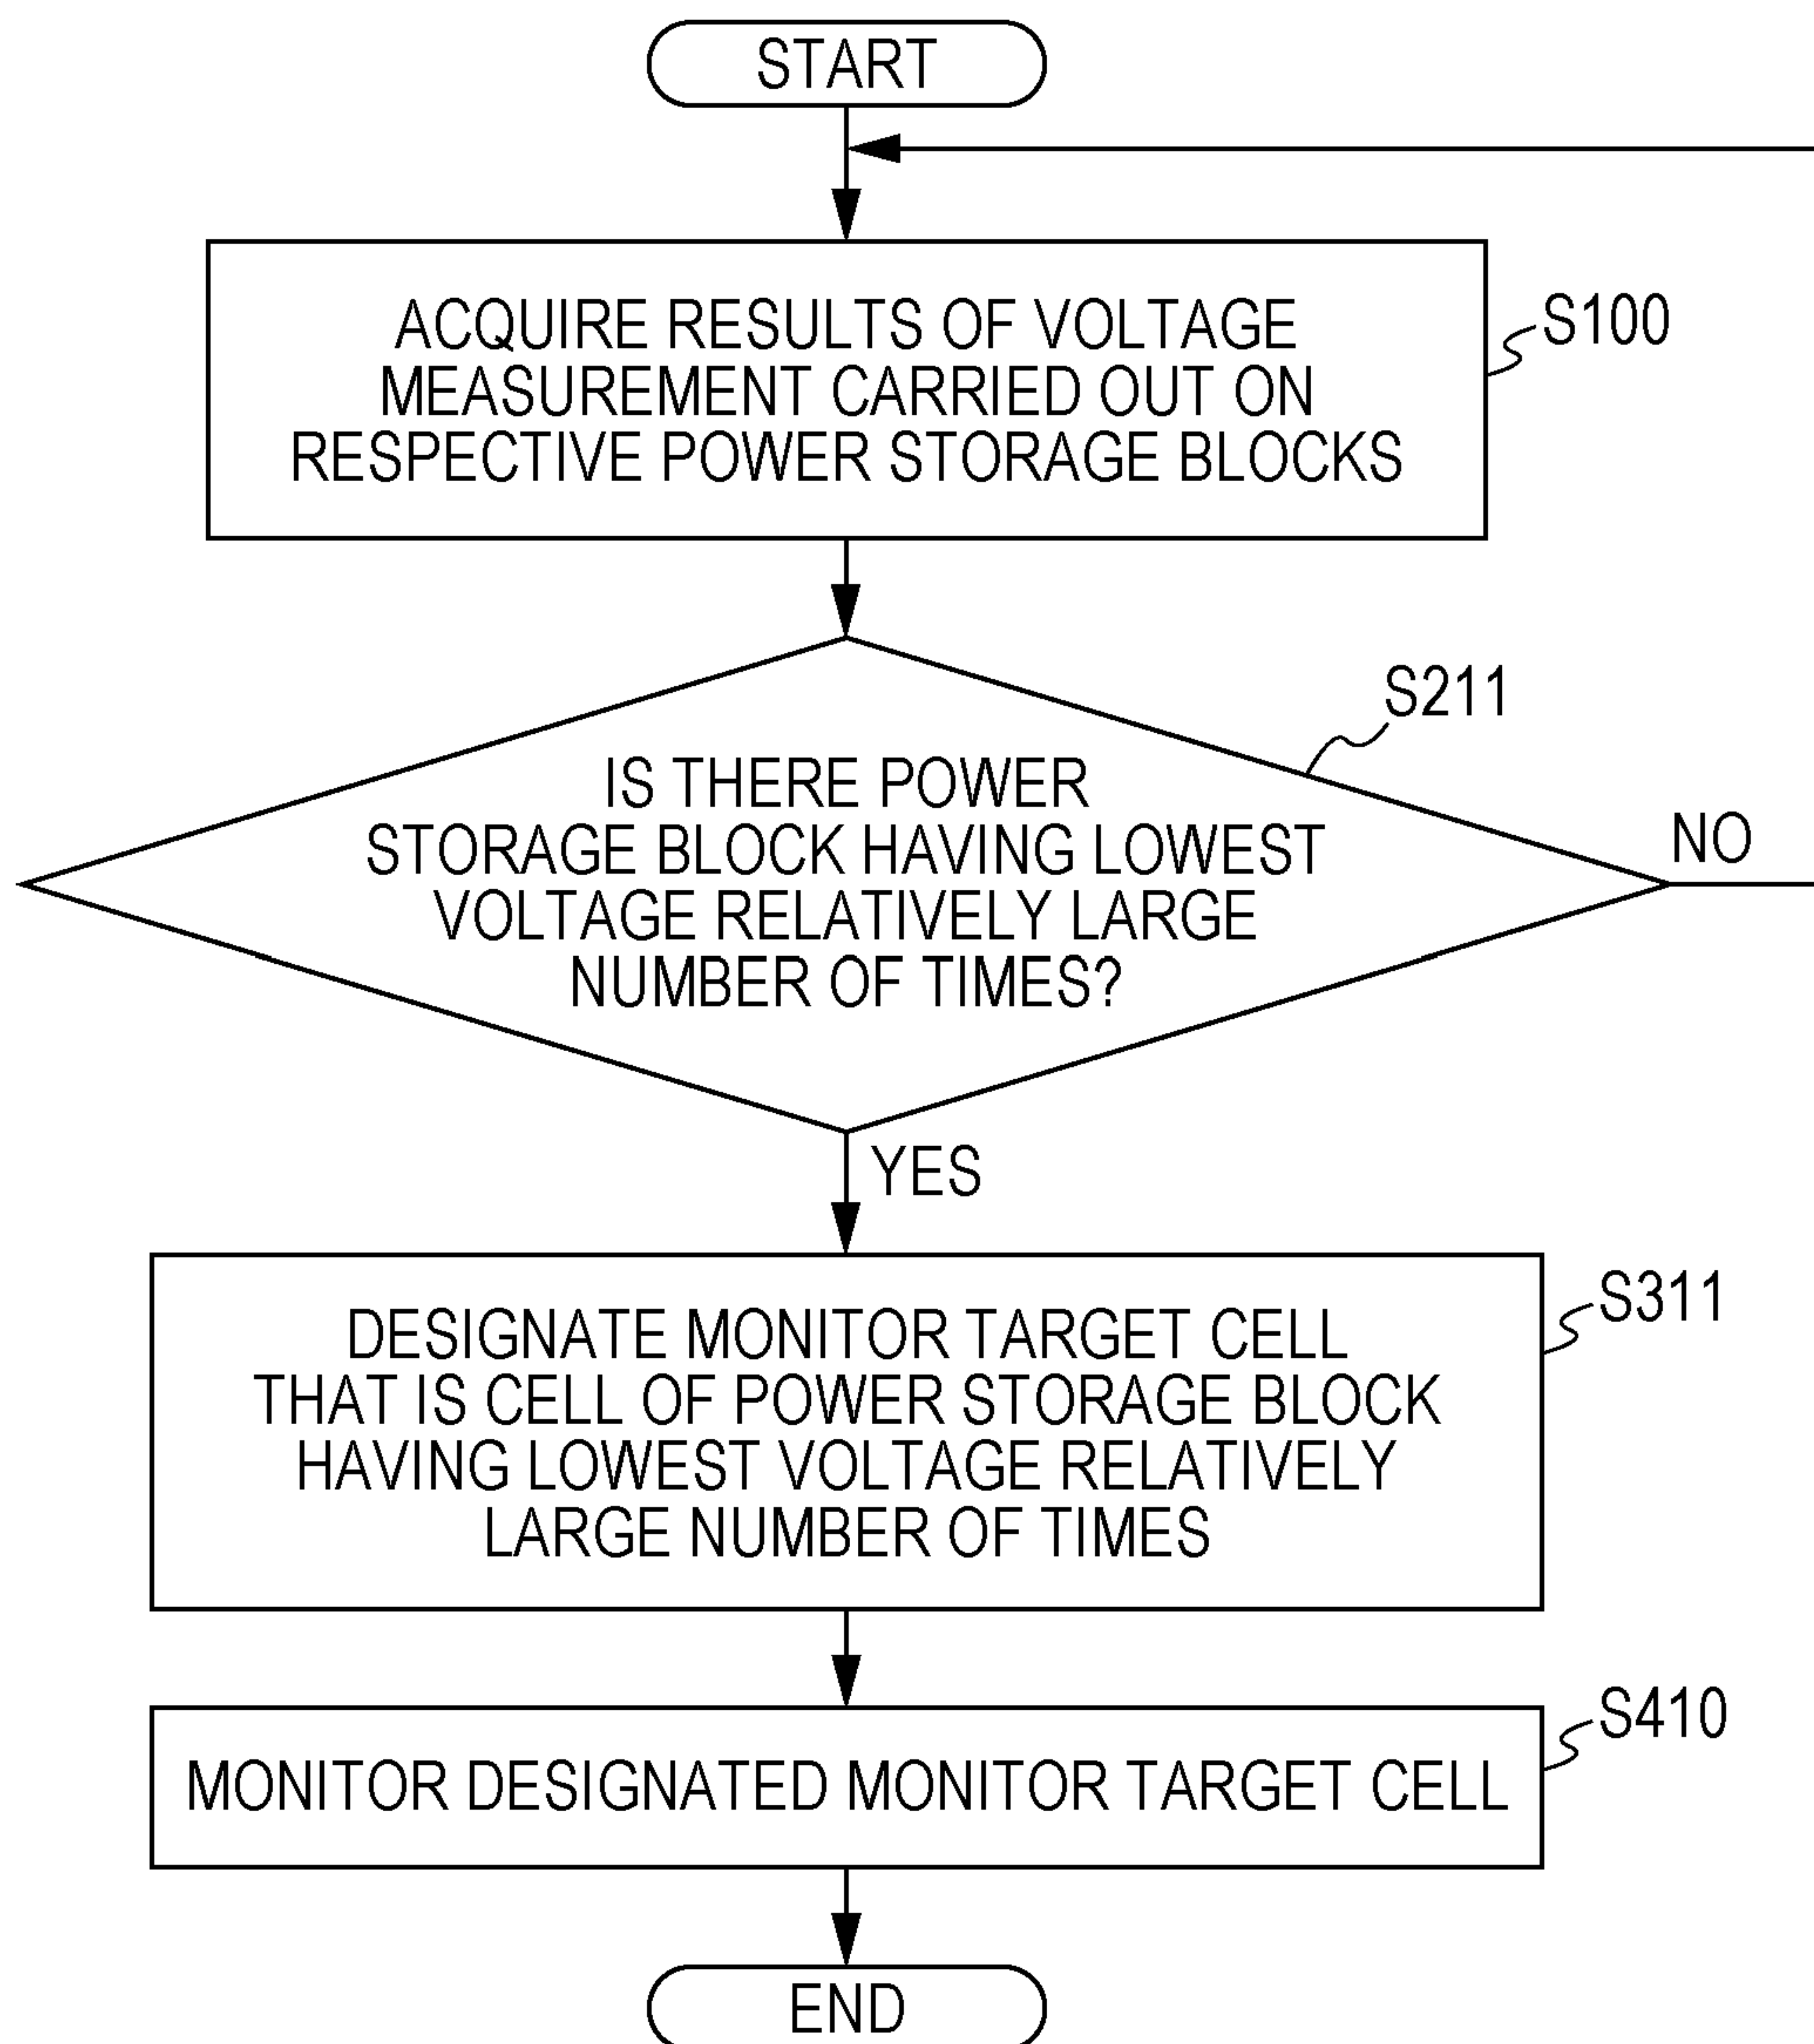 START
ACQUIRE RESULTS OF VOLTAGE
MEASUREMENT CARRIED OUT ON
RESPECTIVE POWER STORAGE BLOCKS
S100
S211
IS THERE POWER
STORAGE BLOCK HAVING LOWEST
VOLTAGE RELATIVELY LARGE
NUMBER OF TIMES?
NO
YES
DESIGNATE MONITOR TARGET CELL
THAT IS CELL OF POWER STORAGE BLOCK
HAVING LOWEST VOLTAGE RELATIVELY
LARGE NUMBER OF TIMES
S311
MONITOR DESIGNATED MONITOR TARGET CELL
S410
END